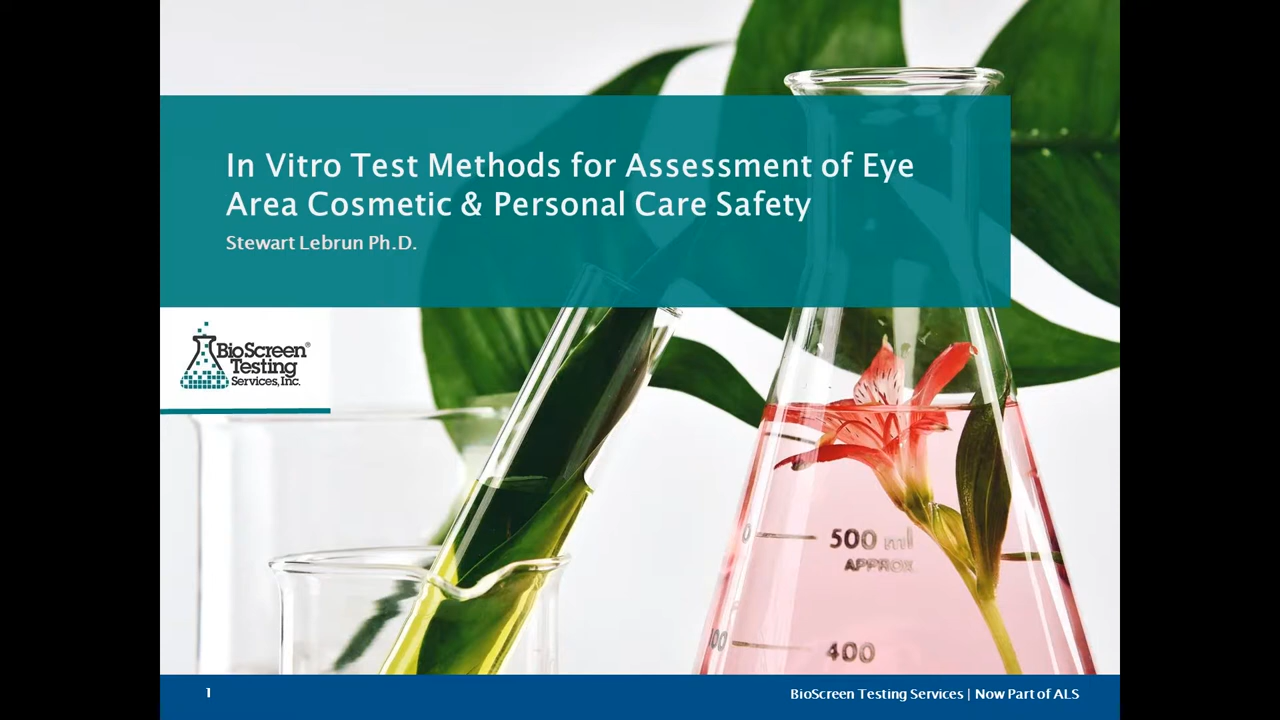 In Vitro Test Methods for Assessment of Eye
Area Cosmetic & Personal Care Safety
Stewart Lebrun Ph.D.
BioScreen®
Testing
Services, Inc.
500 ml
APPROX
400
1
BioScreen Testing Services | Now Part of ALS